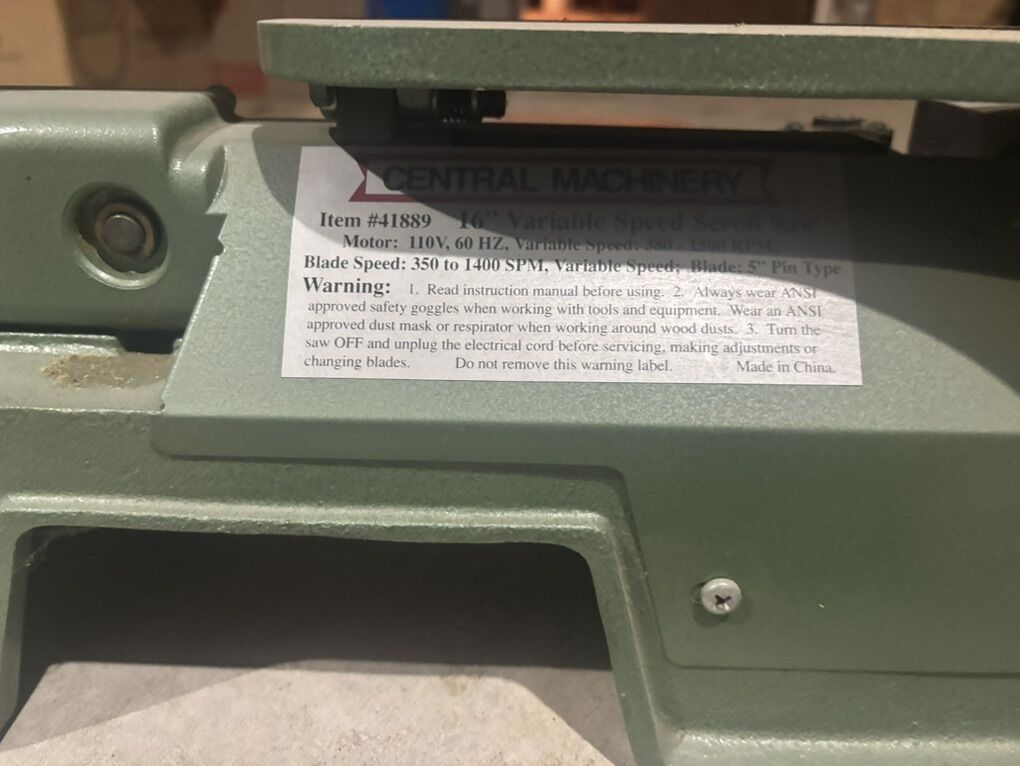 CENTRAL MACHINERY
Item #41889 16" Variable Speed Scroll Saw
Motor: 110V, 60 HZ, Variable Speed: 380 - 1500 RPM;
Blade Speed: 350 to 1400 SPM, Variable Speed; Blade: 5" Pin Type
Warning: 1. Read instruction manual before using. 2. Always wear ANSI
approved safety goggles when working with tools and equipment. Wear an ANSI
approved dust mask or respirator when working around wood dusts. 3. Turn the
saw OFF and unplug the electrical cord before servicing, making adjustments or
changing blades. Do not remove this warning label. Made in China.